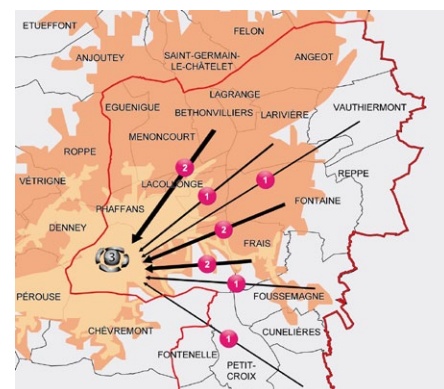 ETUEFFONT
FELON
ANJOUTEY
SAINT-GERMAIN-
LE-CHÂTELET
ANGEOT
LAGRANGE
EGUENIGUE
BETHONVILLIERS
LARIVIÈRE
VAUTHIERMONT
MENONCOURT
ROPPE
2
1
REPPE
VÉTRIGNE
LACOLLONGE
1
PHAFFANS
FONTAINE
DENNEY
2
FRAIS
3
2
1
PÉROUSE
FOUSSEMAGNE
CHÈVREMONT
CUNELIÈRES
1
FONTENELLE
PETIT-
CROIX